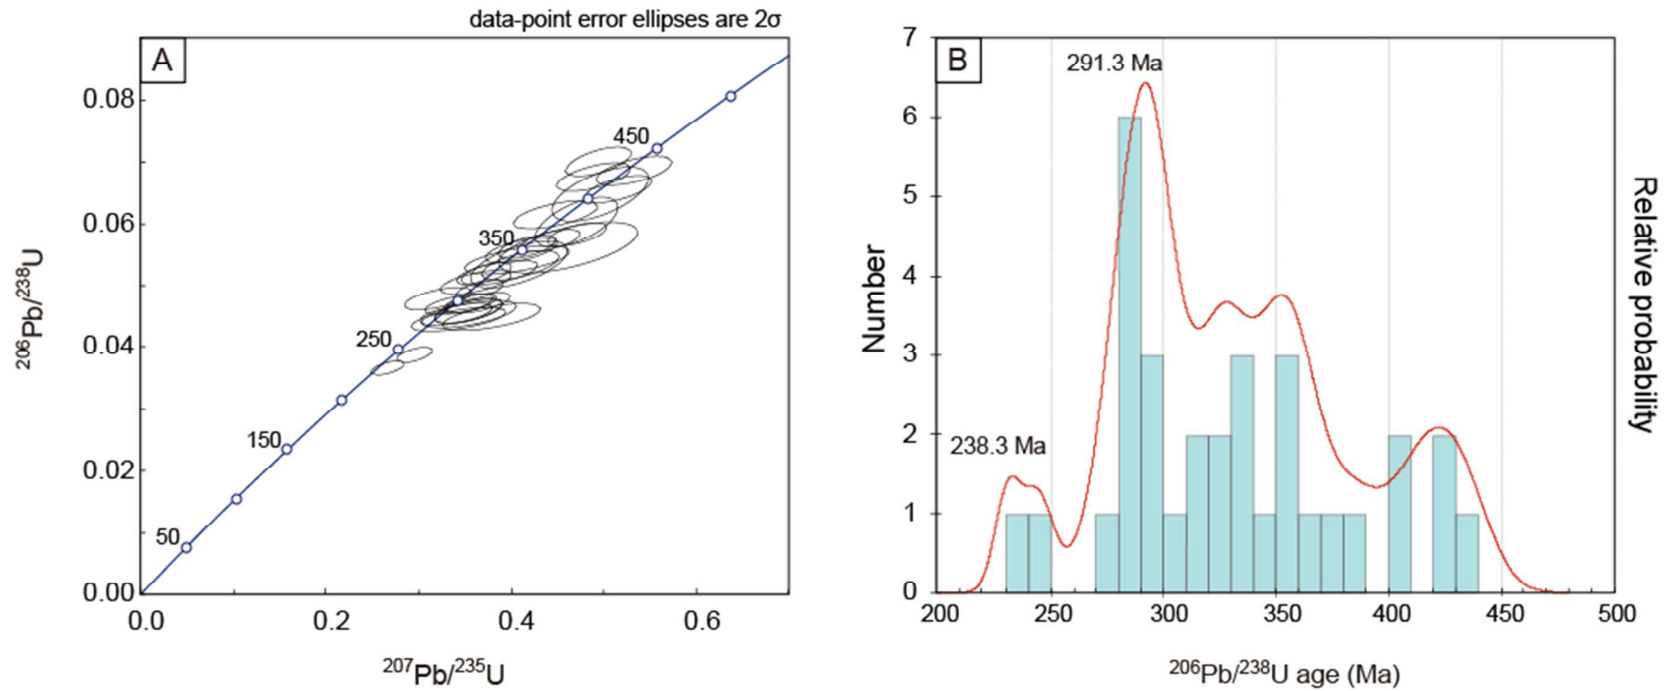 data-point error ellipses are 2σ
A
0.08
0.06
0.04
0.02
0.00
450
350
250
150
50
0.0 0.2 0.4 0.6
206Pb/238U
207Pb/235U
B
7
6
5
4
3
2
1
0
291.3 Ma
238.3 Ma
200 250 300 350 400 450 500
Number
Relative probability
206Pb/238U age (Ma)